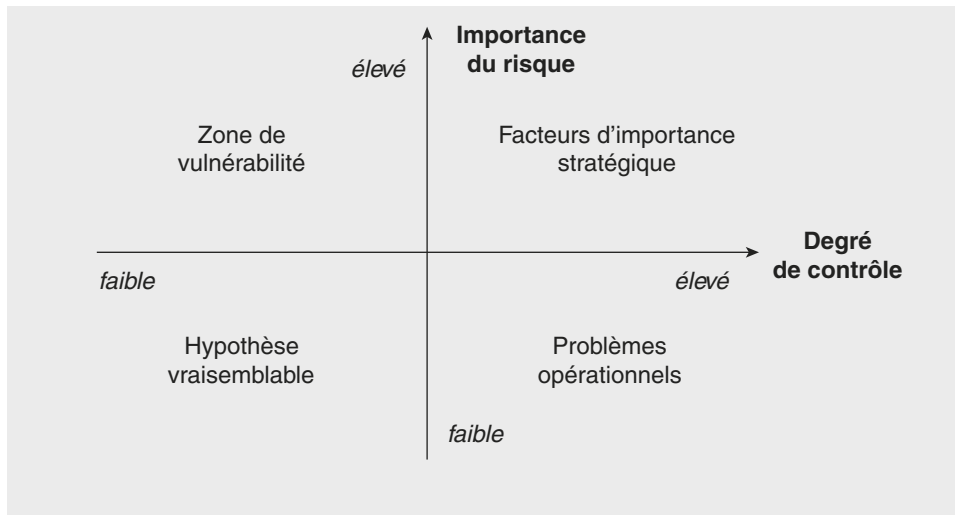 Importance
du risque
élevé
Zone de
vulnérabilité
Facteurs d'importance
stratégique
Degré
de contrôle
faible
élevé
Hypothèse
vraisemblable
Problèmes
opérationnels
faible